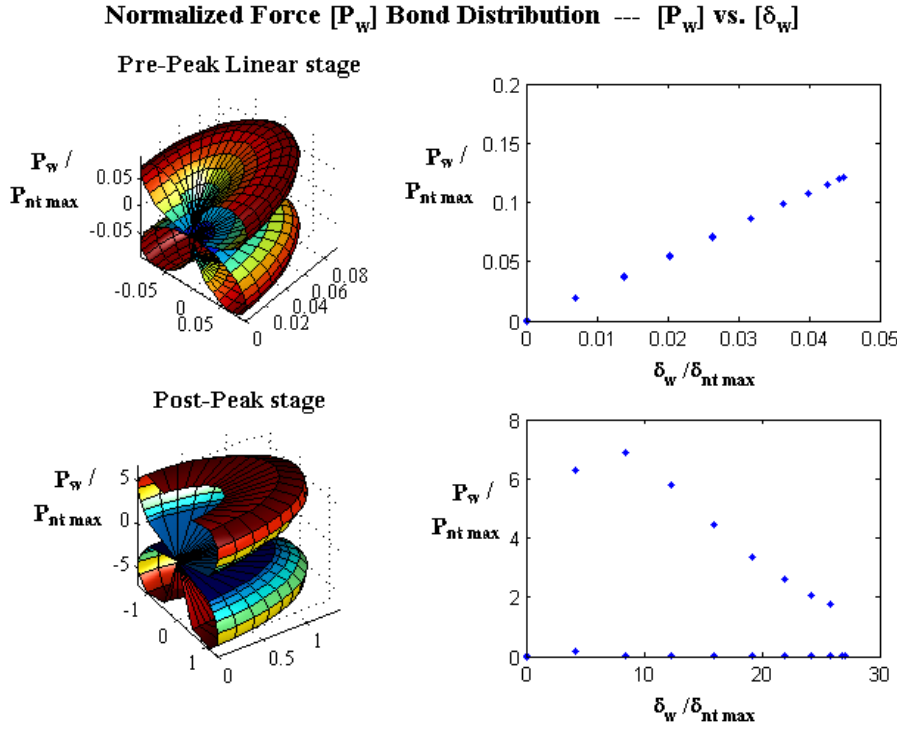 Normalized Force [Pw] Bond Distribution --- [Pw] vs. [δw]
Pre-Peak Linear stage
Pw /
Pnt max
0.05
0
-0.05
-0.05
0
0.05
0
0.02
0.04
0.06
0.08
Pw /
Pnt max
0.2
0.15
0.1
0.05
0
0 0.01 0.02 0.03 0.04 0.05
δw /δnt max
Post-Peak stage
Pw /
Pnt max
5
0
-5
-1
0
1
0
0.5
1
Pw /
Pnt max
8
6
4
2
0
0 10 20 30
δw /δnt max